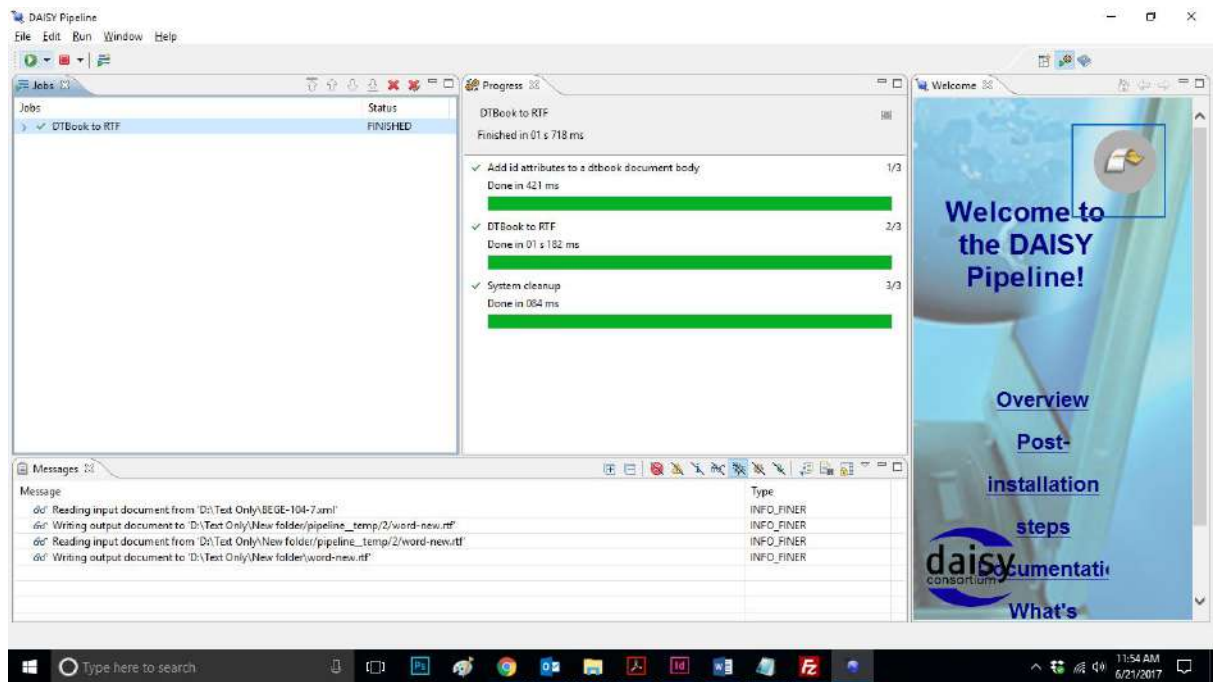 DAISY Pipeline
File Edit Run Window Help
Jobs
Jobs Status
DTBook to RTF FINISHED
Progress
DTBook to RTF
Finished in 01 s 718 ms
Add id attributes to a dtbook document body 1/3
Done in 421 ms
DTBook to RTF 2/3
Done in 01 s 182 ms
System cleanup 3/3
Done in 084 ms
Welcome
Welcome to
the DAISY
Pipeline!
Overview
Post-
installation
steps
Documentati
What's
daisy
consortium
Messages
Message Type
Reading input document from 'D:\Text Only\BEGE-104-7.xml' INFO_FINER
Writing output document to 'D:\Text Only\New folder/pipeline_temp/2/word-new.rtf' INFO_FINER
Reading input document from 'D:\Text Only\New folder/pipeline_temp/2/word-new.rtf' INFO_FINER
Writing output document to 'D:\Text Only\New folder\word-new.rtf' INFO_FINER
Type here to search
Ps
Id
Fz
11:54 AM
6/21/2017